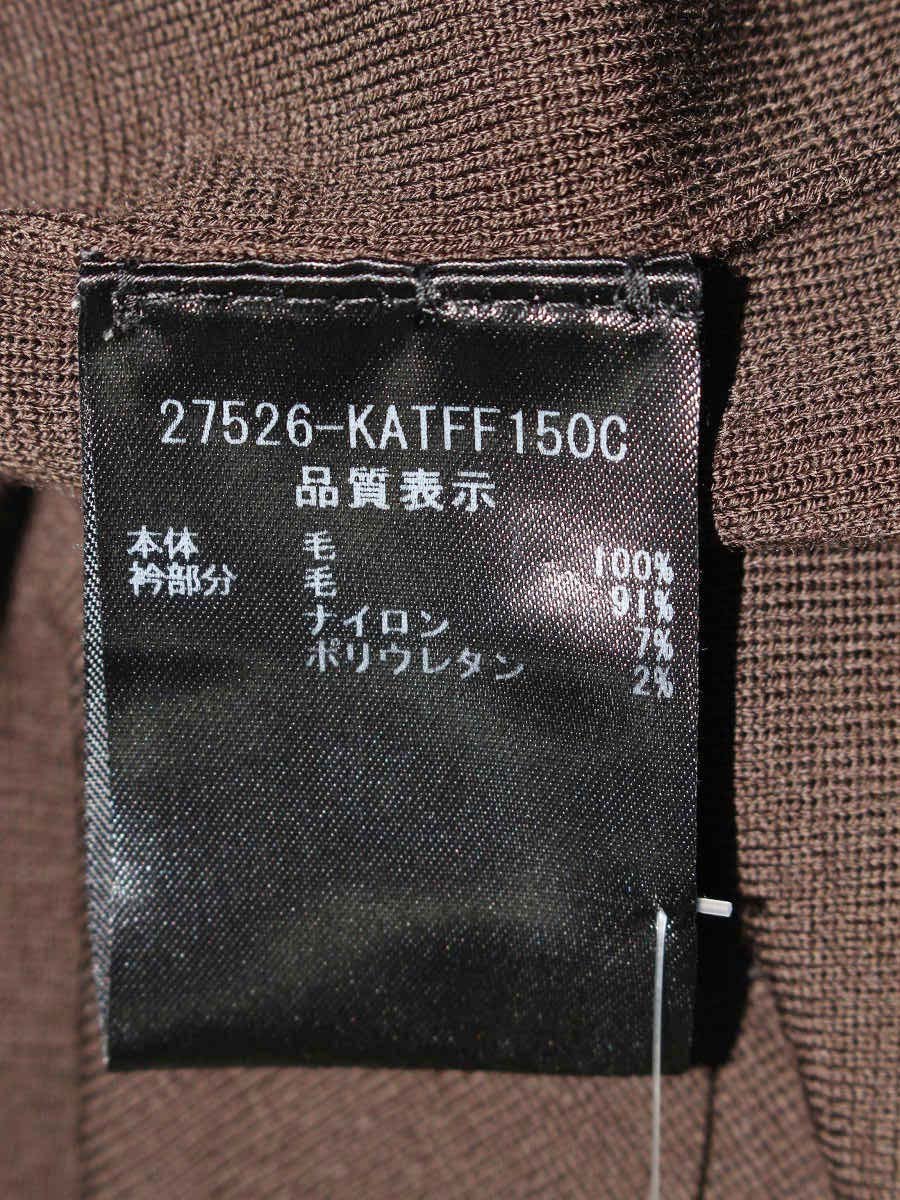 27526-KATFF150C
品質表示
本体 毛 100%
衿部分 毛 91%
ナイロン 7%
ポリウレタン 2%